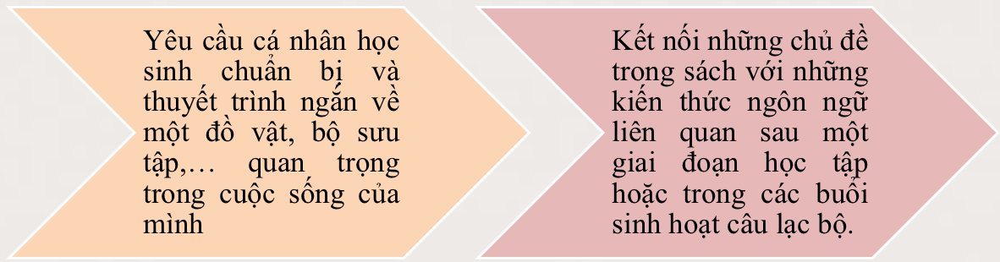 Yêu cầu cá nhân học
sinh chuẩn bị và
thuyết trình ngắn về
một đồ vật, bộ sưu
tập,… quan trọng
trong cuộc sống của
mình
Kết nối những chủ đề
trong sách với những
kiến thức ngôn ngữ
liên quan sau một
giai đoạn học tập
hoặc trong các buổi
sinh hoạt câu lạc bộ.